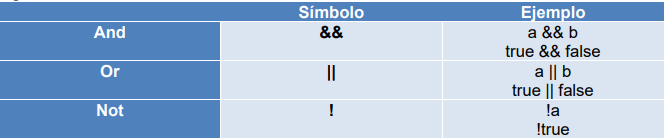 Símbolo Ejemplo
And && a && b
true && false
Or || a || b
true || false
Not ! !a
!true